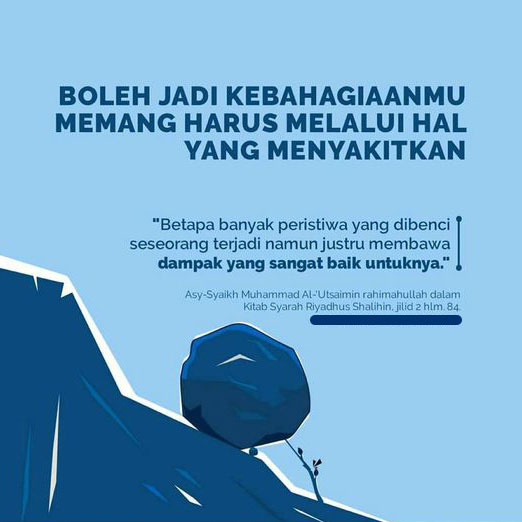 BOLEH JADI KEBAHAGIAANMU
MEMANG HARUS MELALUI HAL
YANG MENYAKITKAN
"Betapa banyak peristiwa yang dibenci
seseorang terjadi namun justru membawa
dampak yang sangat baik untuknya."
Asy-Syaikh Muhammad Al-'Utsaimin rahimahullah dalam
Kitab Syarah Riyadhus Shalihin, jilid 2 hlm. 84.